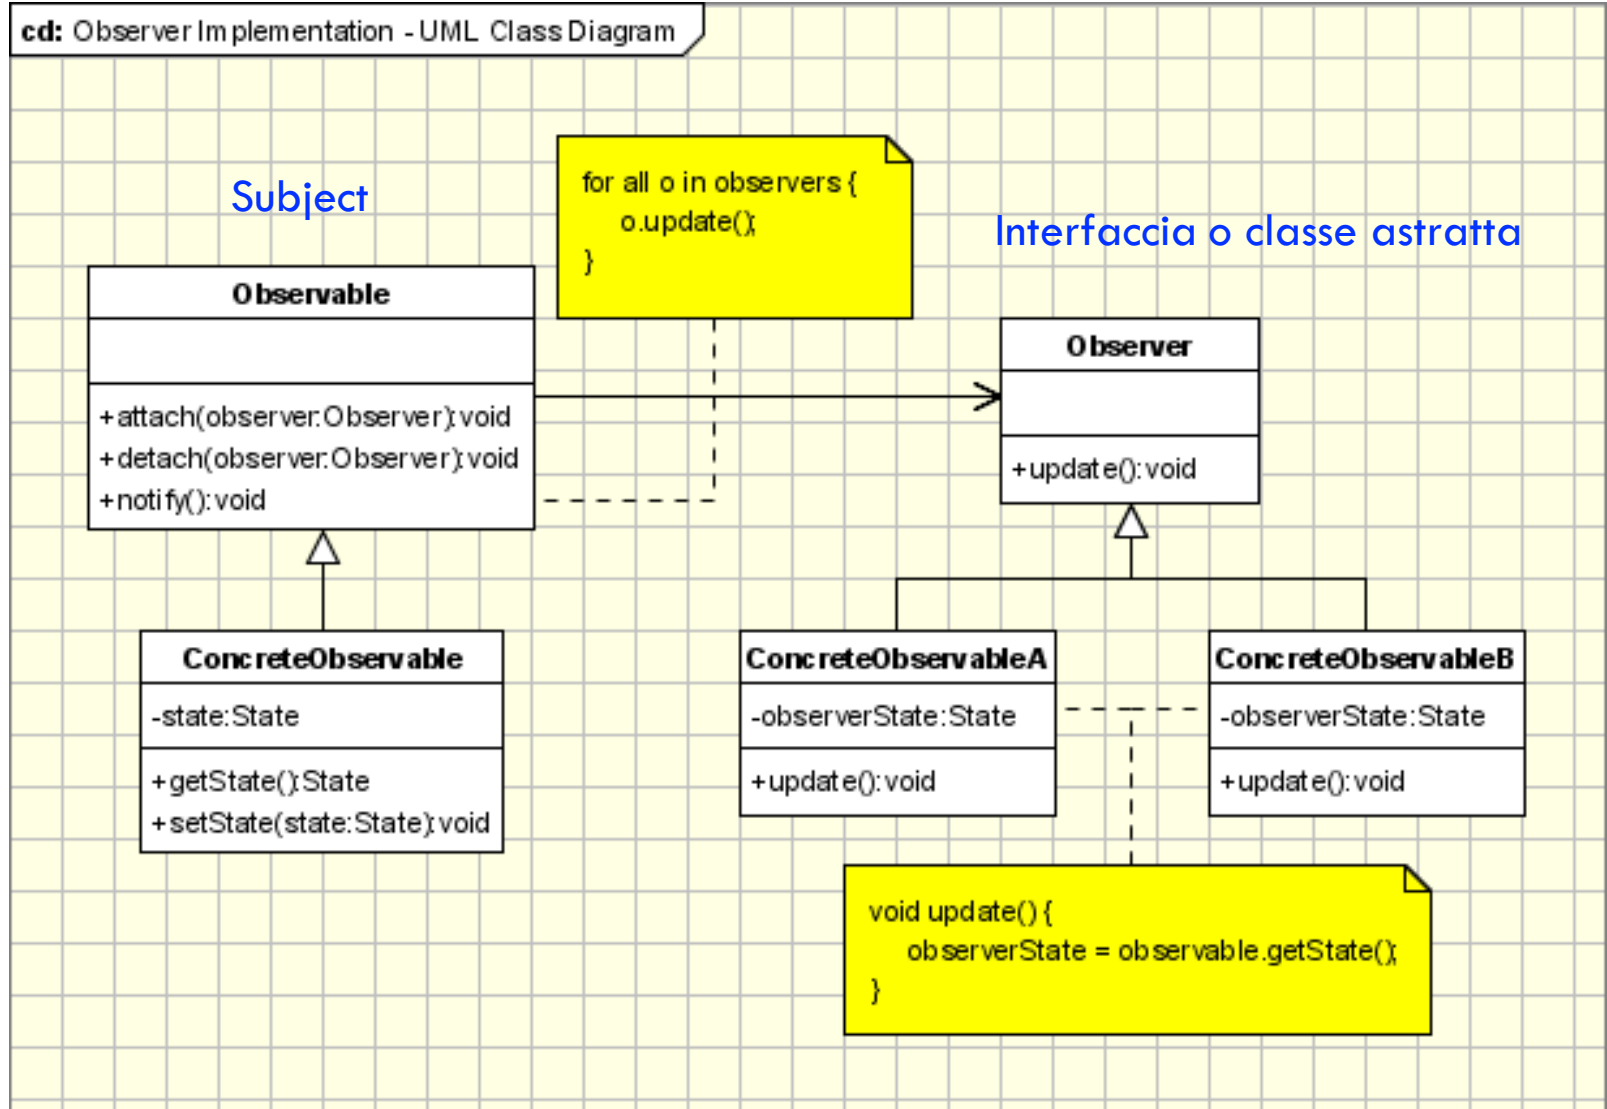 cd: Observer Implementation - UML Class Diagram
Subject
for all o in observers {
o.update();
}
Interfaccia o classe astratta
Observable
+attach(observer:Observer):void
+detach(observer:Observer):void
+notify():void
Observer
+update():void
ConcreteObservable
-state:State
+getState():State
+setState(state:State):void
ConcreteObservableA
-observerState:State
+update():void
ConcreteObservableB
-observerState:State
+update():void
void update() {
observerState = observable.getState();
}